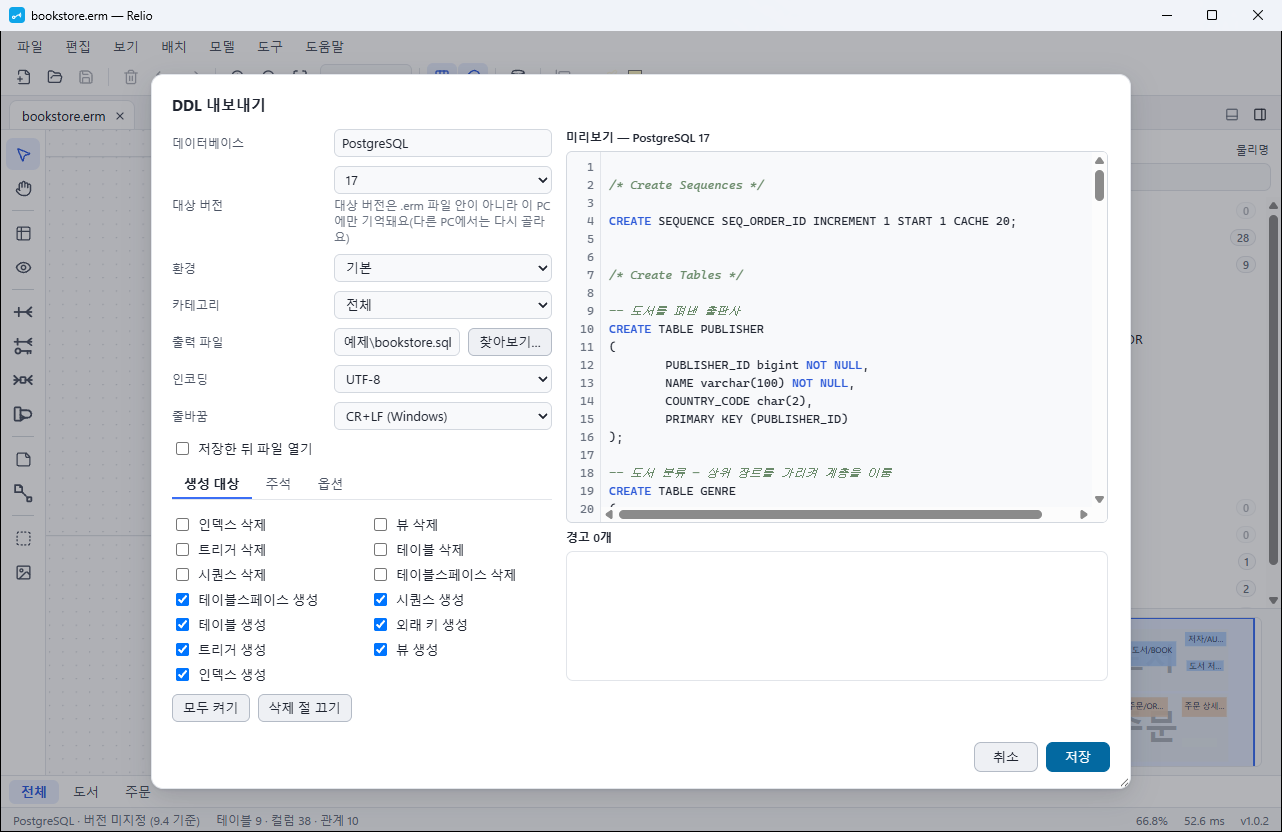 bookstore.erm — Relio
파일 편집 보기 배치 모델 도구 도움말
bookstore.erm
물리명
0
28
9
OR
0
0
1
2
DDL 내보내기
데이터베이스 PostgreSQL
17
대상 버전
대상 버전은 .erm 파일 안이 아니라 이 PC
에만 기억돼요(다른 PC에서는 다시 골라
요)
환경 기본
카테고리 전체
출력 파일 예제\bookstore.sql 찾아보기...
인코딩 UTF-8
줄바꿈 CR+LF (Windows)
저장한 뒤 파일 열기
생성 대상 주석 옵션
인덱스 삭제 뷰 삭제
트리거 삭제 테이블 삭제
시퀀스 삭제 테이블스페이스 삭제
테이블스페이스 생성 시퀀스 생성
테이블 생성 외래 키 생성
트리거 생성 뷰 생성
인덱스 생성
모두 켜기 삭제 절 끄기
미리보기 — PostgreSQL 17
1
2 /* Create Sequences */
3
4 CREATE SEQUENCE SEQ_ORDER_ID INCREMENT 1 START 1 CACHE 20;
5
6
7 /* Create Tables */
8
9 -- 도서를 펴낸 출판사
10 CREATE TABLE PUBLISHER
11 (
12 PUBLISHER_ID bigint NOT NULL,
13 NAME varchar(100) NOT NULL,
14 COUNTRY_CODE char(2),
15 PRIMARY KEY (PUBLISHER_ID)
16 );
17
18 -- 도서 분류 - 상위 장르를 가리켜 계층을 이룸
19 CREATE TABLE GENRE
20 (
경고 0개
취소 저장
저자/AU...
도서/BOOK
도서 저...
주문/OR...
주문 상세...
주문
전체 도서 주문
PostgreSQL · 버전 미지정 (9.4 기준) 테이블 9 · 컬럼 38 · 관계 10
66.8% 52.6 ms v1.0.2